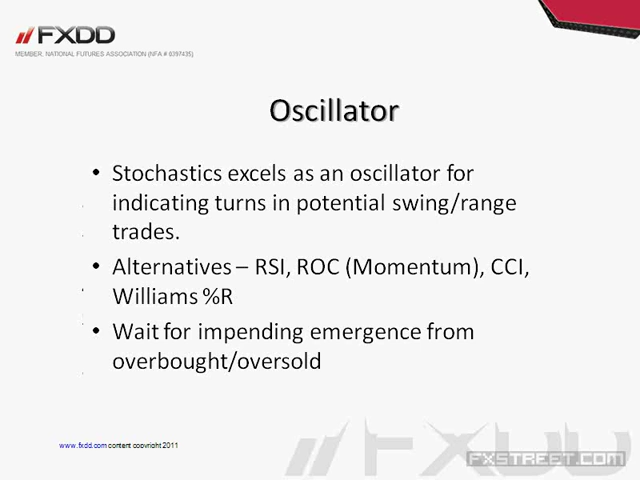 FXDD
MEMBER, NATIONAL FUTURES ASSOCIATION (NFA # 0397435)
Oscillator
• Stochastics excels as an oscillator for
indicating turns in potential swing/range
trades.
• Alternatives – RSI, ROC (Momentum), CCI,
Williams %R
• Wait for impending emergence from
overbought/oversold
www.fxdd.com content copyright 2011
FXDD
FXSTREET.COM